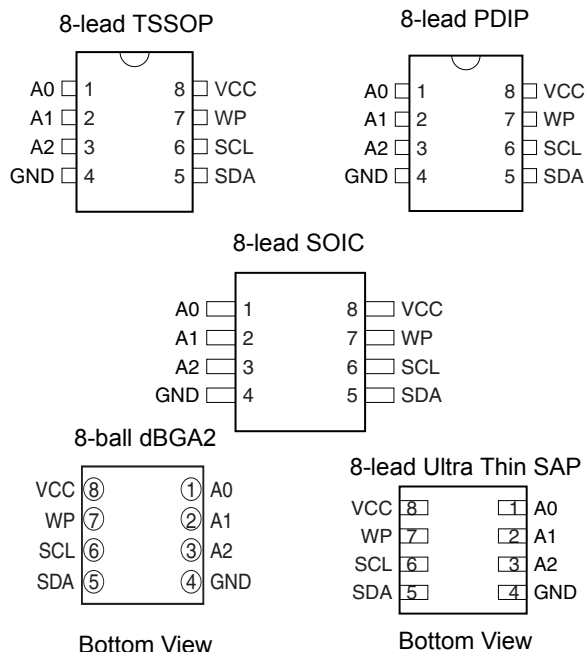 8-lead TSSOP
A0 1 8 VCC
A1 2 7 WP
A2 3 6 SCL
GND 4 5 SDA
8-lead PDIP
A0 1 8 VCC
A1 2 7 WP
A2 3 6 SCL
GND 4 5 SDA
8-lead SOIC
A0 1 8 VCC
A1 2 7 WP
A2 3 6 SCL
GND 4 5 SDA
8-ball dBGA2
VCC 8 1 A0
WP 7 2 A1
SCL 6 3 A2
SDA 5 4 GND
Bottom View
8-lead Ultra Thin SAP
VCC 8 1 A0
WP 7 2 A1
SCL 6 3 A2
SDA 5 4 GND
Bottom View